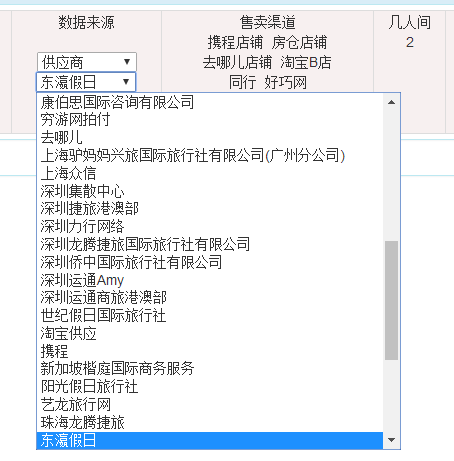 数据来源 售卖渠道 几人间
携程店铺 房仓店铺 2
供应商 去哪儿店铺 淘宝B店
东瀛假日 同行 好巧网
康伯思国际咨询有限公司
穷游网拍付
去哪儿
上海驴妈妈兴旅国际旅行社有限公司(广州分公司)
上海众信
深圳集散中心
深圳捷旅港澳部
深圳力行网络
深圳龙腾捷旅国际旅行社有限公司
深圳侨中国际旅行社有限公司
深圳运通Amy
深圳运通商旅港澳部
世纪假日国际旅行社
淘宝供应
携程
新加坡楷庭国际商务服务
阳光假日旅行社
艺龙旅行网
珠海龙腾捷旅
东瀛假日